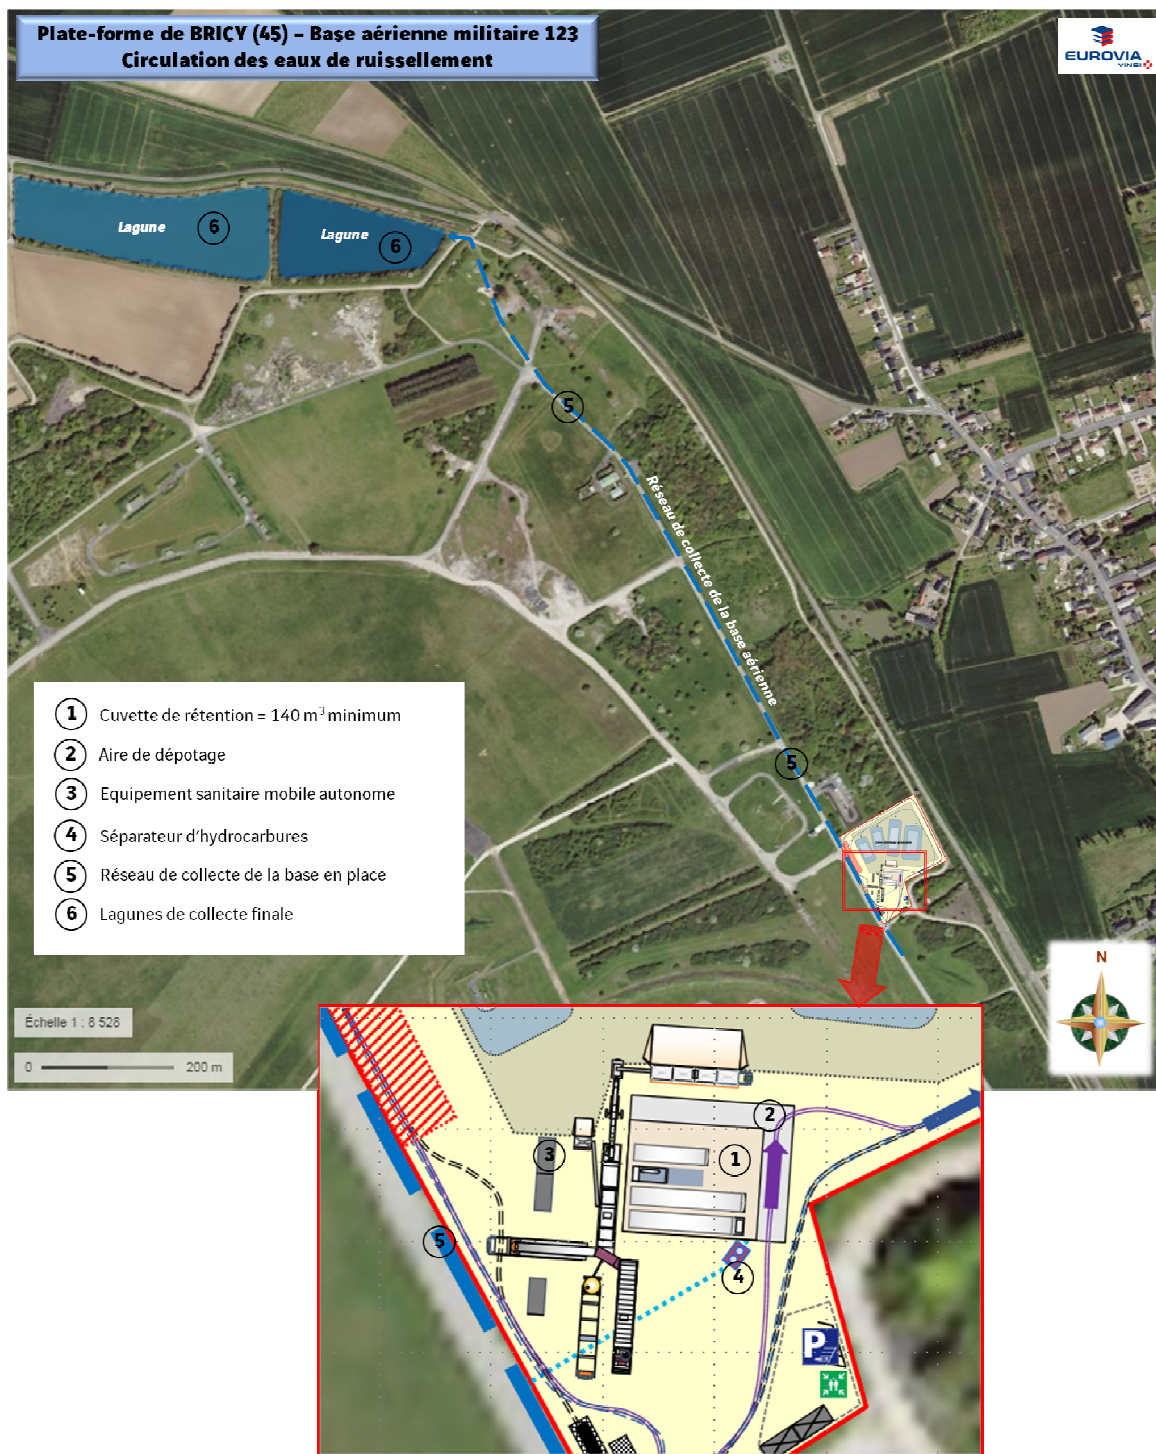 Plate-forme de BRICY (45) – Base aérienne militaire 123
Circulation des eaux de ruissellement
EUROVIA
VINCI
Lagune
6
Lagune
6
5
Réseau de collecte de la base aérienne
5
1 Cuvette de rétention = 140 m³ minimum
2 Aire de dépotage
3 Equipement sanitaire mobile autonome
4 Séparateur d'hydrocarbures
5 Réseau de collecte de la base en place
6 Lagunes de collecte finale
N
Échelle 1 : 8 528
0 200 m
2
1
3
5
4
P